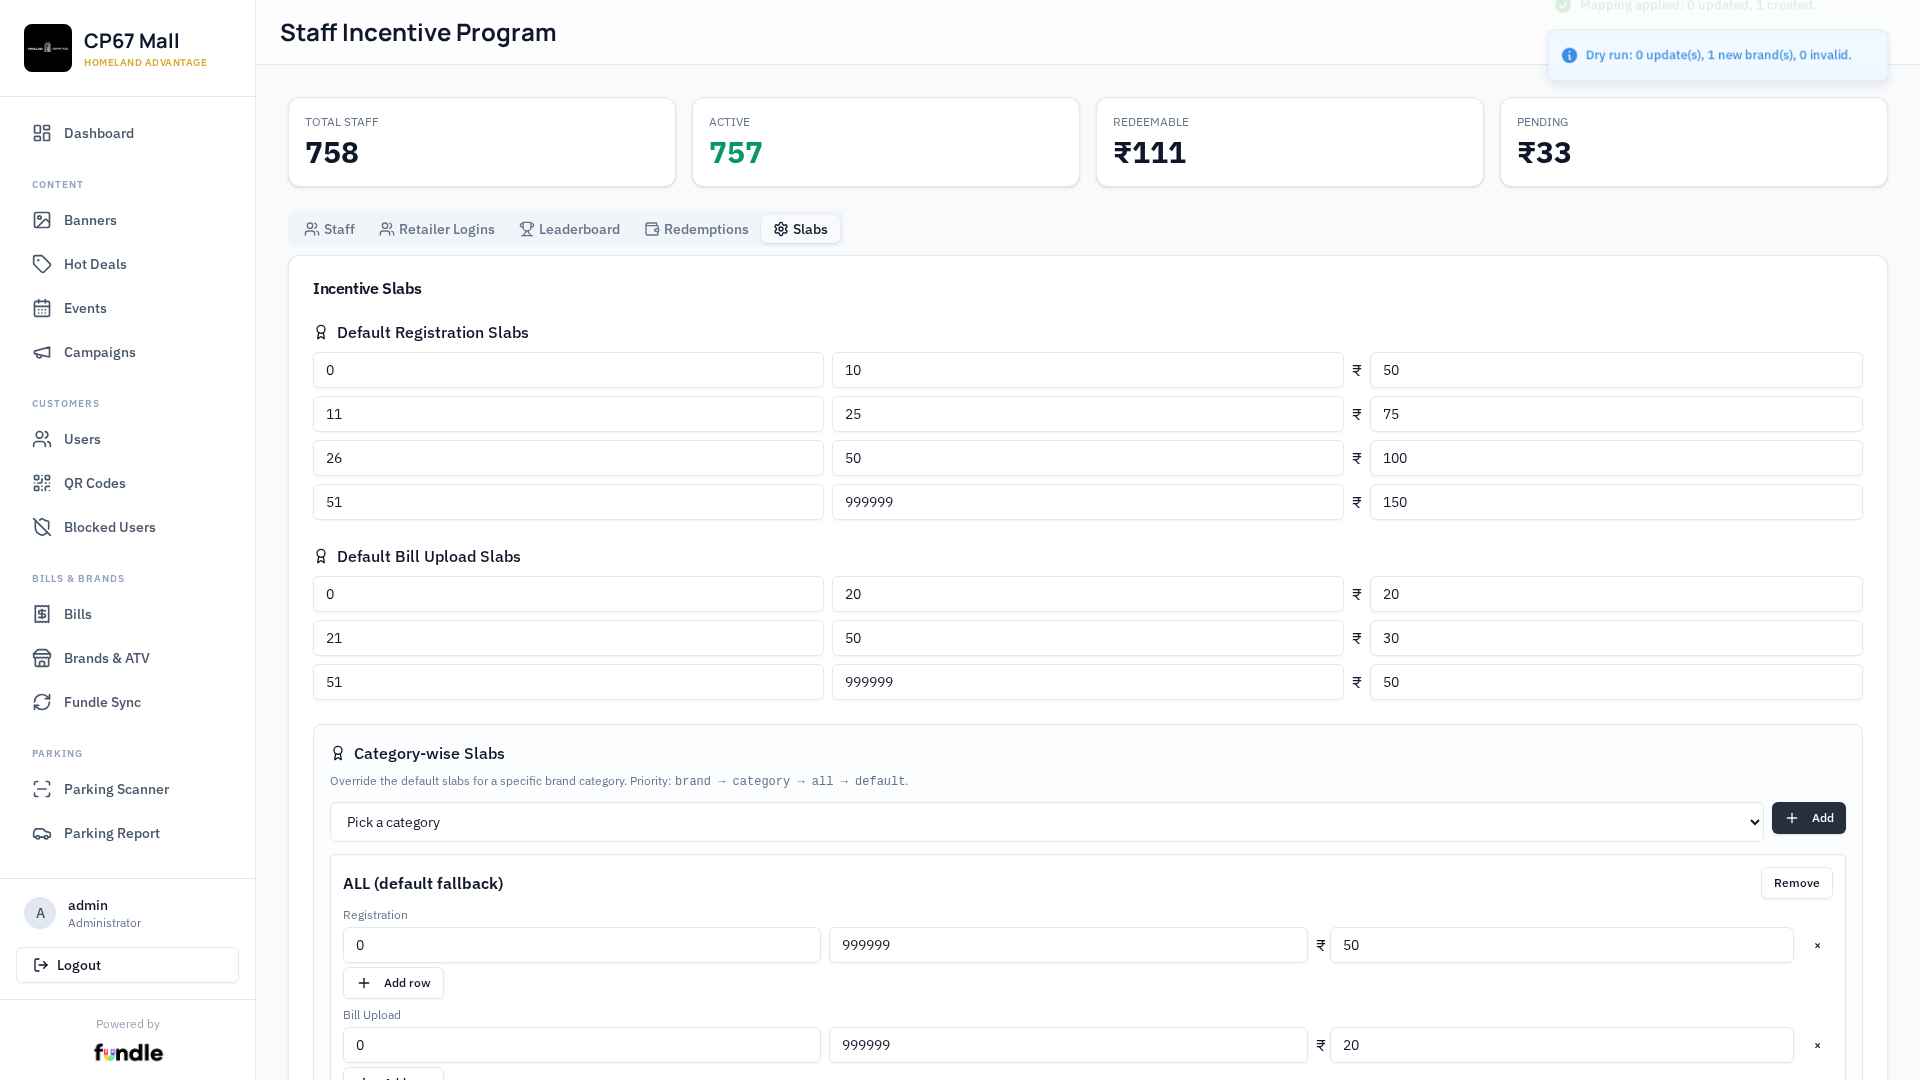 CP67 Mall
HOMELAND ADVANTAGE
Dashboard
CONTENT
Banners
Hot Deals
Events
Campaigns
CUSTOMERS
Users
QR Codes
Blocked Users
BILLS & BRANDS
Bills
Brands & ATV
Fundle Sync
PARKING
Parking Scanner
Parking Report
A
admin
Administrator
Logout
Powered by
fundle
Staff Incentive Program
Mapping applied: 0 updated, 1 created.
Dry run: 0 update(s), 1 new brand(s), 0 invalid.
TOTAL STAFF
758
ACTIVE
757
REDEEMABLE
₹111
PENDING
₹33
Staff
Retailer Logins
Leaderboard
Redemptions
Slabs
Incentive Slabs
Default Registration Slabs
0 10 ₹ 50
11 25 ₹ 75
26 50 ₹ 100
51 999999 ₹ 150
Default Bill Upload Slabs
0 20 ₹ 20
21 50 ₹ 30
51 999999 ₹ 50
Category-wise Slabs
Override the default slabs for a specific brand category. Priority: brand → category → all → default.
Pick a category
+ Add
ALL (default fallback)
Remove
Registration
0 999999 ₹ 50 ×
+ Add row
Bill Upload
0 999999 ₹ 20 ×